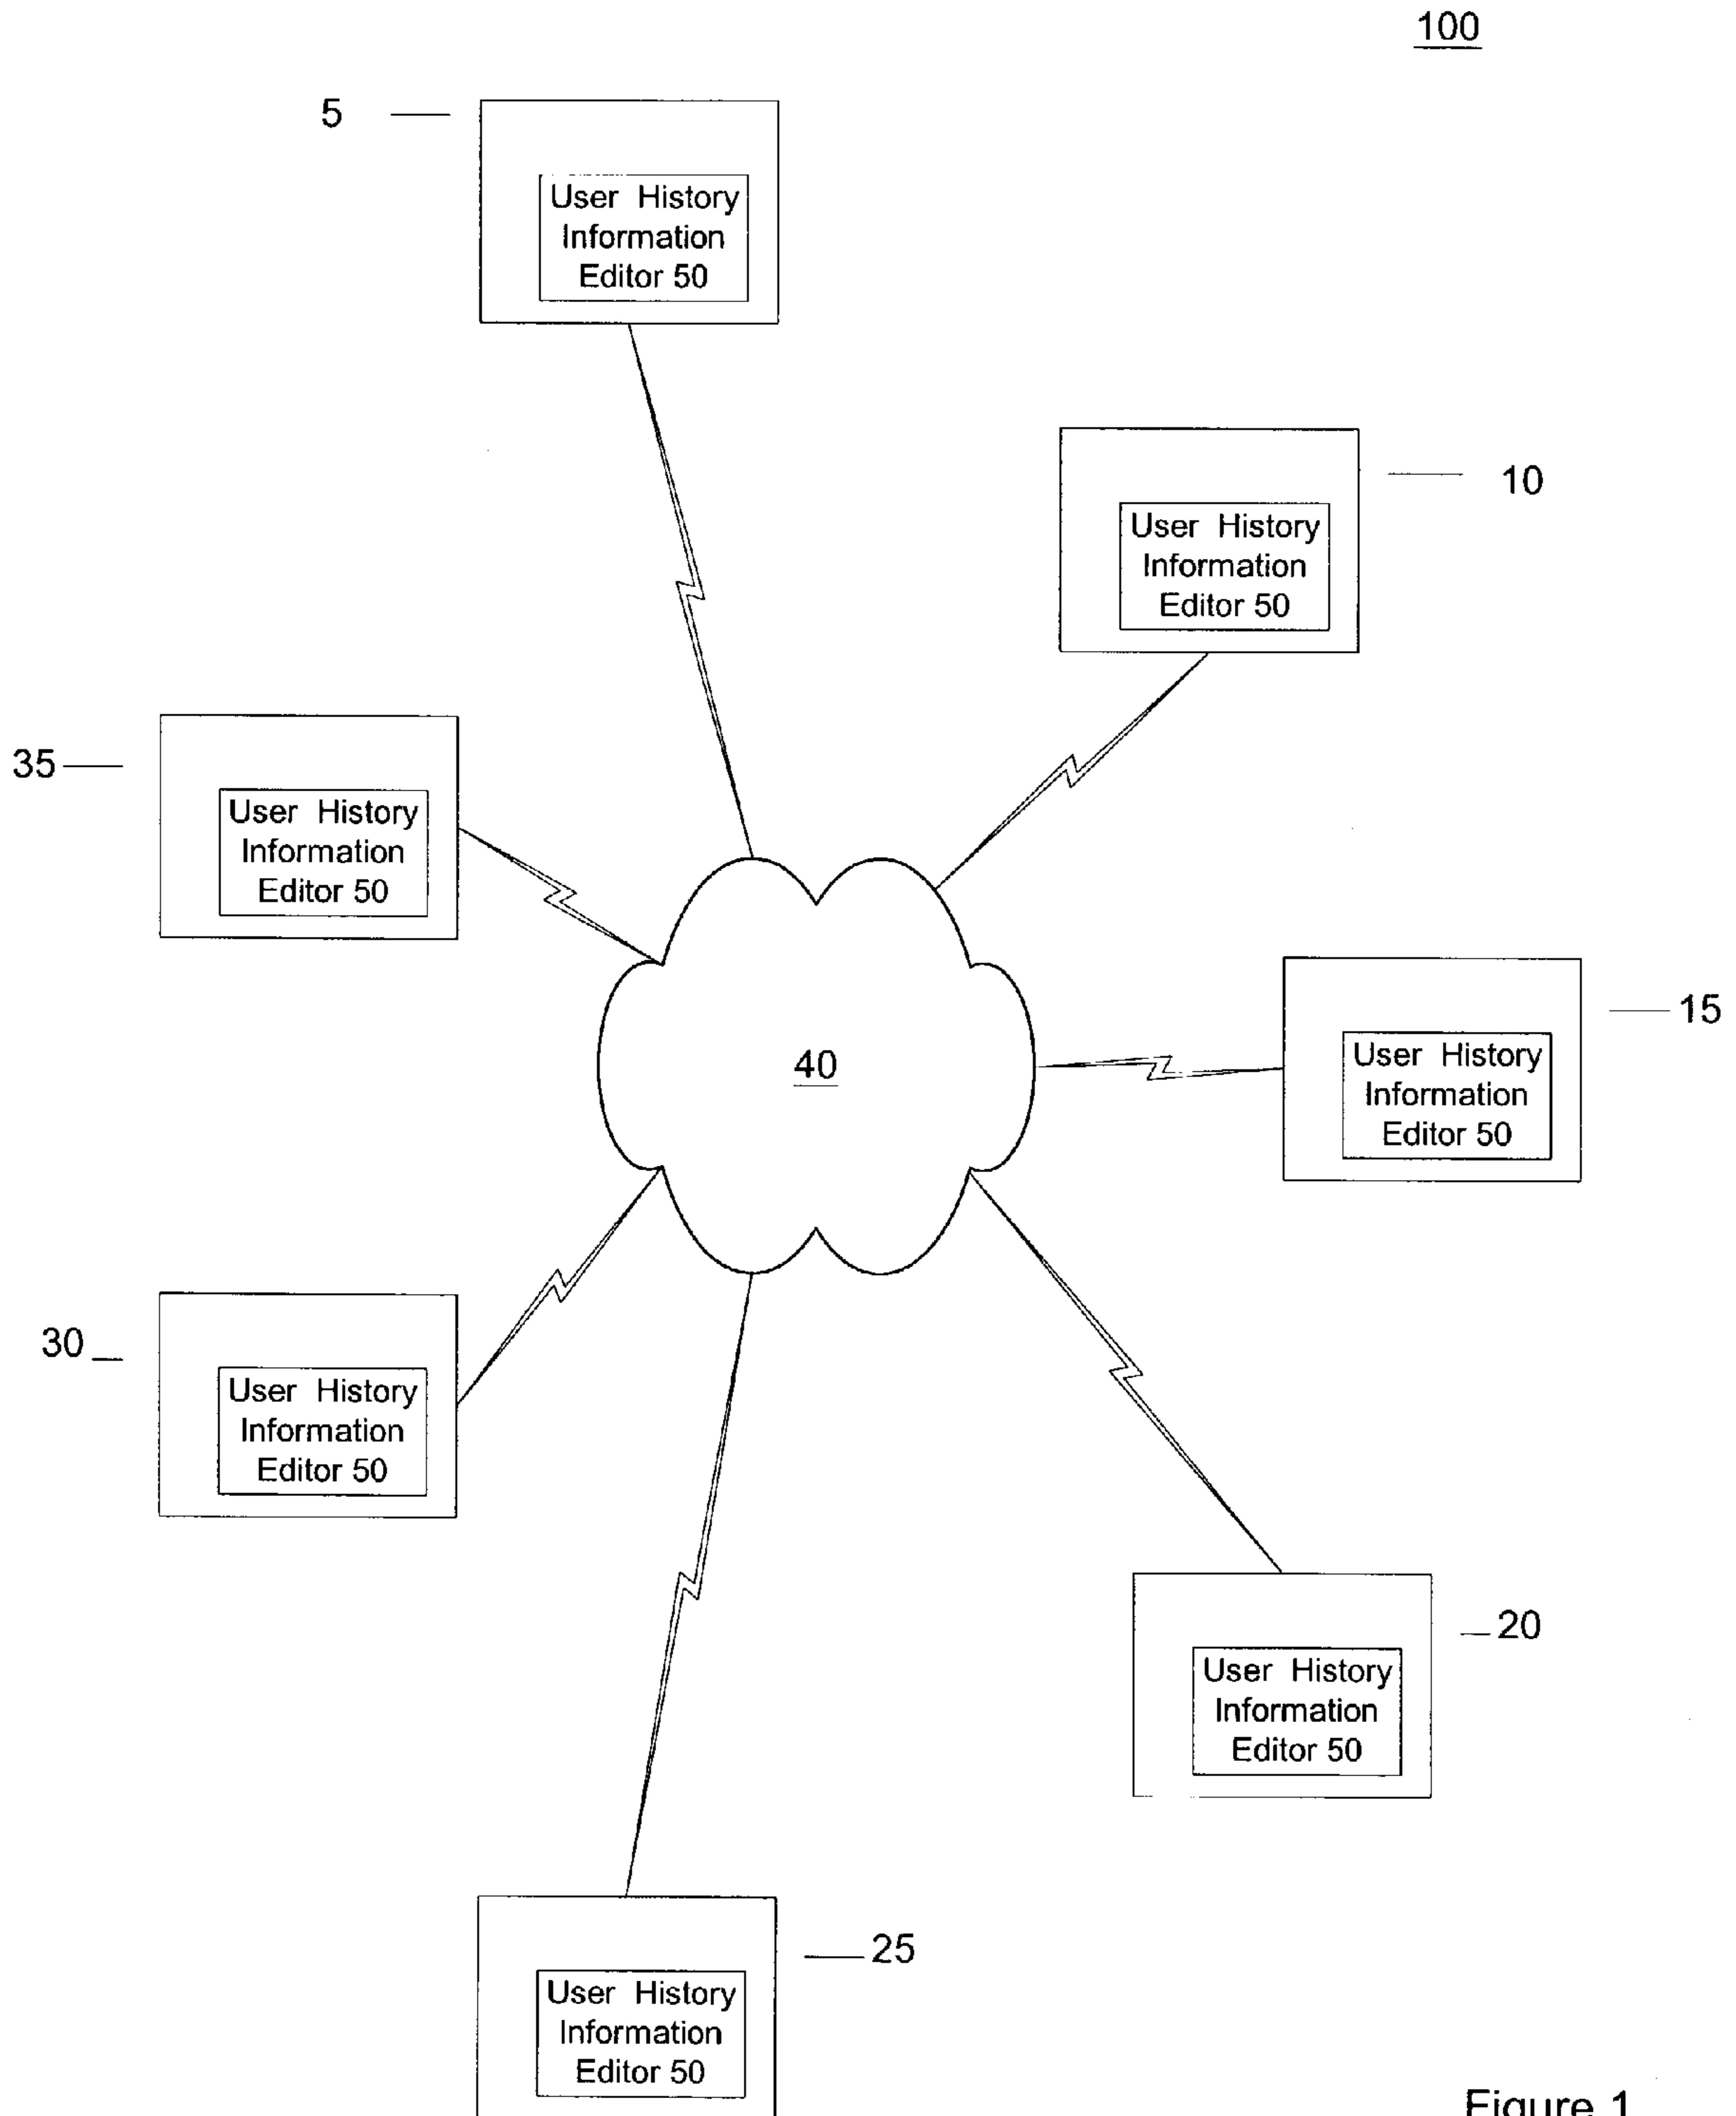 100
5
User History
Information
Editor 50
10
User History
Information
Editor 50
35
User History
Information
Editor 50
15
User History
Information
Editor 50
40
30
User History
Information
Editor 50
20
User History
Information
Editor 50
25
User History
Information
Editor 50
Figure 1